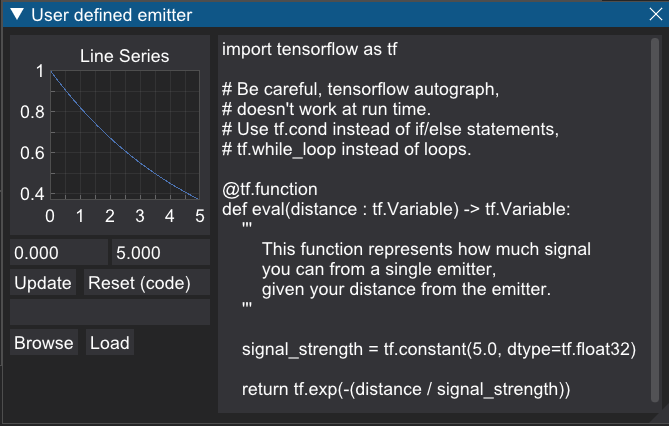 User defined emitter
Line Series
1
0.8
0.6
0.4
0 1 2 3 4 5
0.000 5.000
Update Reset (code)
Browse Load
import tensorflow as tf
# Be careful, tensorflow autograph,
# doesn't work at run time.
# Use tf.cond instead of if/else statements,
# tf.while_loop instead of loops.
@tf.function
def eval(distance : tf.Variable) -> tf.Variable:
'''
This function represents how much signal
you can from a single emitter,
given your distance from the emitter.
'''
signal_strength = tf.constant(5.0, dtype=tf.float32)
return tf.exp(-(distance / signal_strength))